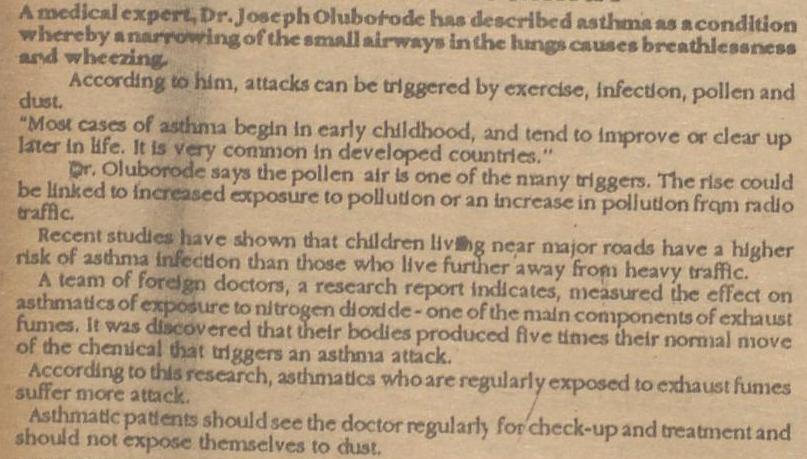 A medical expert, Dr. Joseph Oluborode has described asthma as a condition
whereby a narrowing of the small airways in the lungs causes breathlessness
and wheezing.
According to him, attacks can be triggered by exercise, infection, pollen and
dust.
"Most cases of asthma begin in early childhood, and tend to improve or clear up
later in life. It is very common in developed countries."
Dr. Oluborode says the pollen air is one of the many triggers. The rise could
be linked to increased exposure to pollution or an increase in pollution frqm radio
traffic.
Recent studies have shown that children living near major roads have a higher
risk of asthma infection than those who live further away from heavy traffic.
A team of foreign doctors, a research report indicates, measured the effect on
asthmatics of exposure to nitrogen dioxide - one of the main components of exhaust
fumes. It was discovered that their bodies produced five times their normal move
of the chemical that triggers an asthma attack.
According to this research, asthmatics who are regularly exposed to exhaust fumes
suffer more attack.
Asthmatic patients should see the doctor regularly for check-up and treatment and
should not expose themselves to dust.